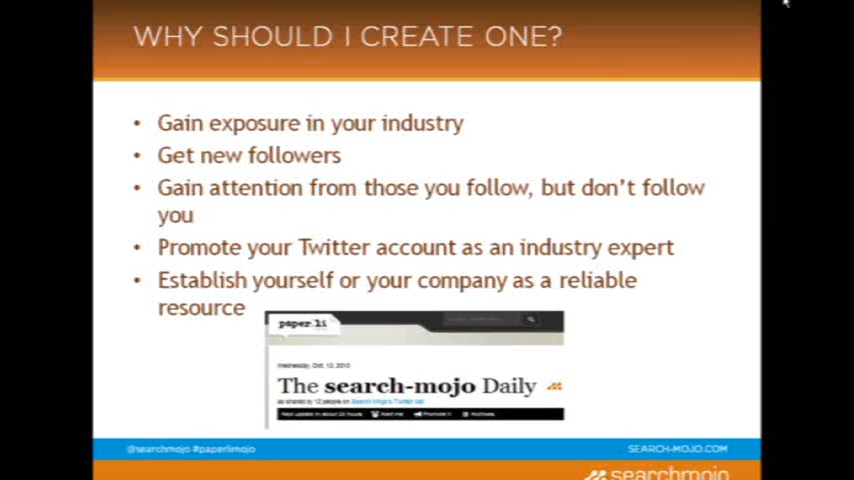 WHY SHOULD I CREATE ONE?
• Gain exposure in your industry
• Get new followers
• Gain attention from those you follow, but don't follow
you
• Promote your Twitter account as an industry expert
• Establish yourself or your company as a reliable
resource
paper.li
Wednesday, Oct. 13, 2010
The search-mojo Daily
as shared by 12 people on Search Mojo's Twitter list
Next update in about 24 hours Alert me Promote it Archives
@searchmojo #paperlimojo SEARCH-MOJO.COM
searchmojo